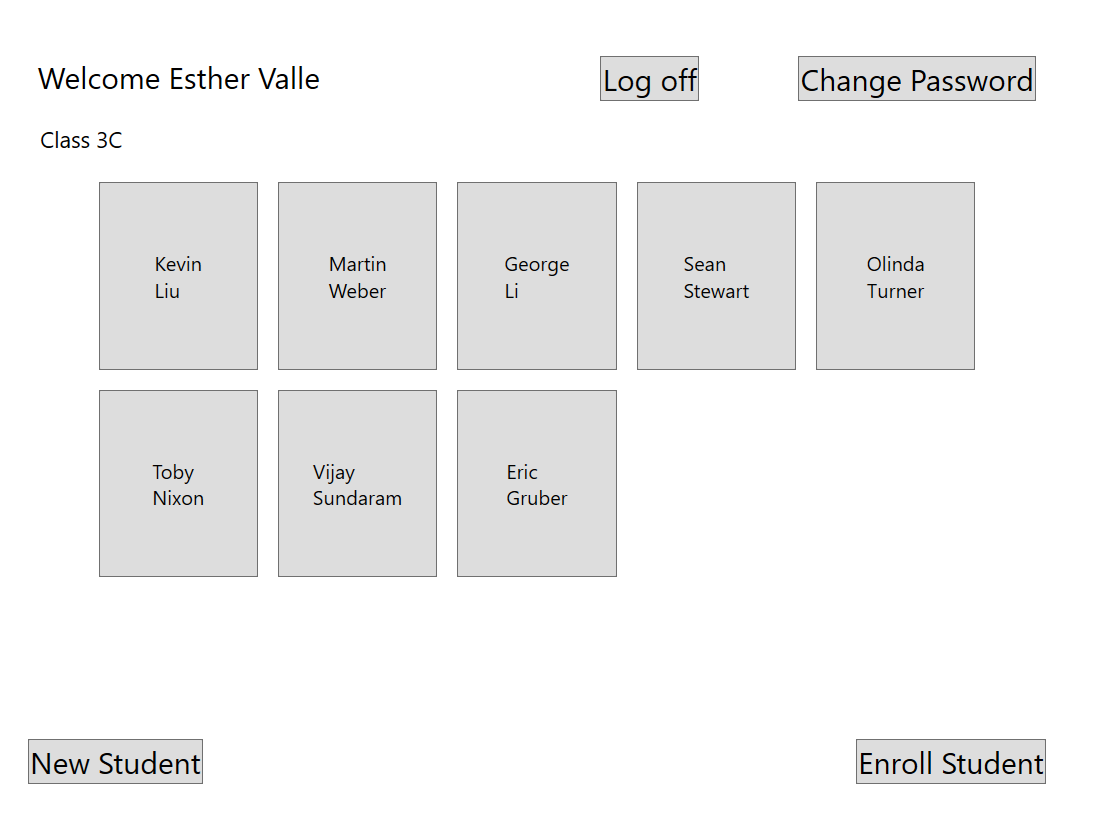 Welcome Esther Valle
Log off
Change Password
Class 3C
Kevin
Liu
Martin
Weber
George
Li
Sean
Stewart
Olinda
Turner
Toby
Nixon
Vijay
Sundaram
Eric
Gruber
New Student
Enroll Student